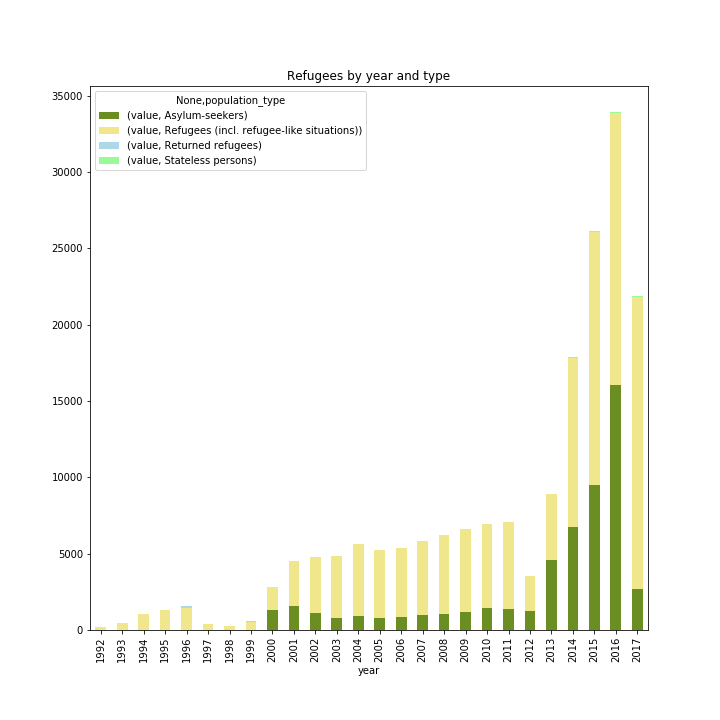 Refugees by year and type
None,population_type
(value, Asylum-seekers)
(value, Refugees (incl. refugee-like situations))
(value, Returned refugees)
(value, Stateless persons)
35000
30000
25000
20000
15000
10000
5000
0
1992 1993 1994 1995 1996 1997 1998 1999 2000 2001 2002 2003 2004 2005 2006 2007 2008 2009 2010 2011 2012 2013 2014 2015 2016 2017
year